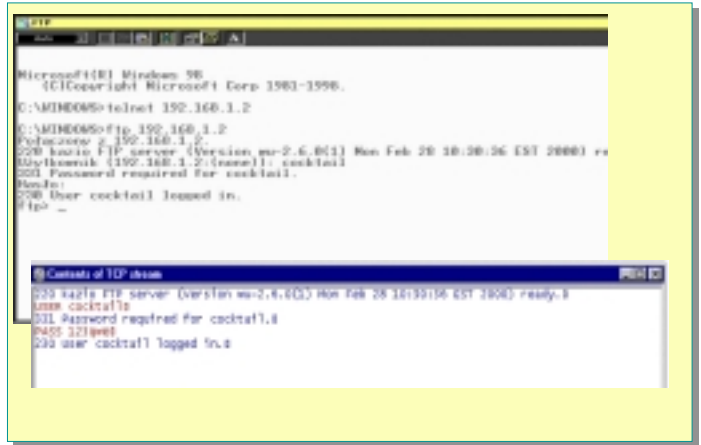 FTP
Auto
Microsoft(R) Windows 98
(C)Copyright Microsoft Corp 1981-1998.
C:\WINDOWS>telnet 192.168.1.2
C:\WINDOWS>ftp 192.168.1.2
Połączony z 192.168.1.2.
220 kazio FTP server (Version wu-2.6.0(1) Mon Feb 28 10:30:36 EST 2000) re
Użytkownik (192.168.1.2:(none)): cocktail
331 Password required for cocktail.
Hasło:
230 User cocktail logged in.
ftp> _
Contents of TCP stream
220 kazio FTP server (Version wu-2.6.0(1) Mon Feb 28 10:30:36 EST 2000) ready.
USER cocktail
331 Password required for cocktail.
PASS
230 user cocktail logged in.